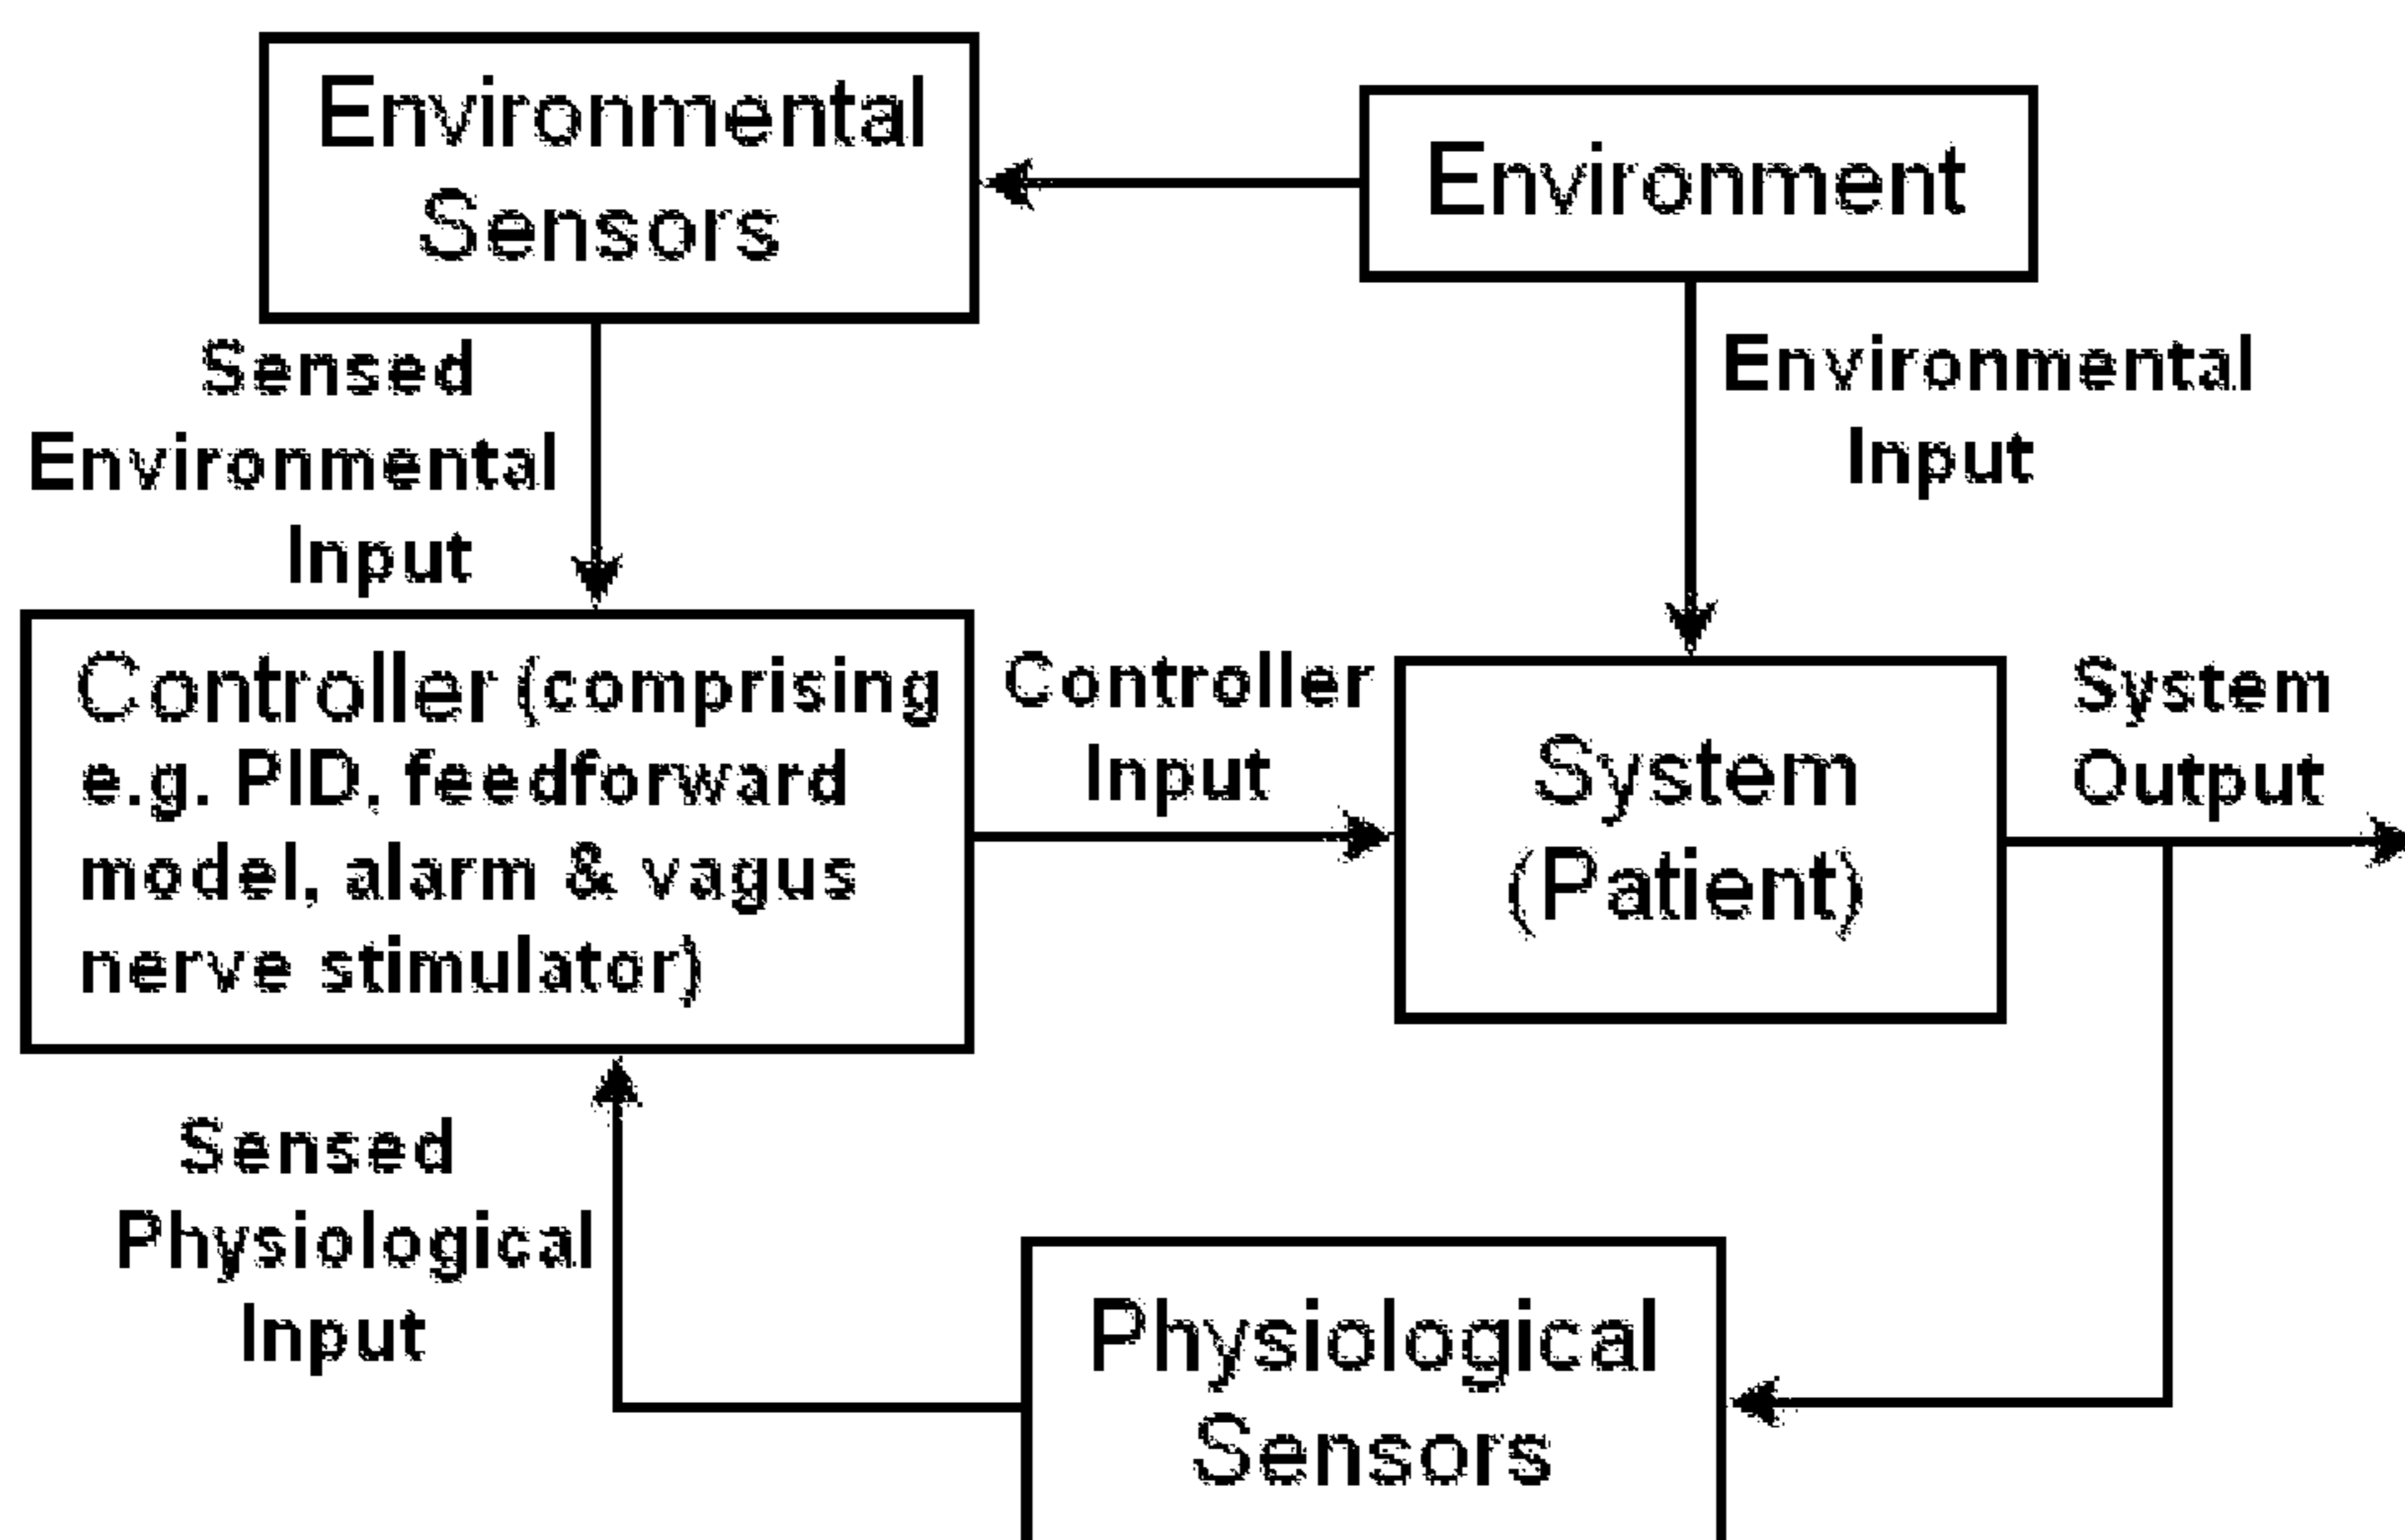 Environmental
Sensors
Environment
Sensed
Environmental
Input
Environmental
Input
Controller (comprising
e.g. PID, feedforward
model, alarm & vagus
nerve stimulator)
Controller
Input
System
(Patient)
System
Output
Sensed
Physiological
Input
Physiological
Sensors